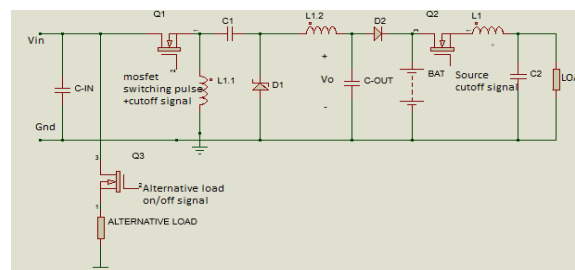 Q1
C1
L1.2
D2
Q2
L1
Vin
C-IN
mosfet
switching pulse
+cutoff signal
L1.1
D1
+
Vo
-
C-OUT
BAT
Source
cutoff signal
C2
LO
Gnd
Q3
3
2
Alternative load
on/off signal
1
ALTERNATIVE LOAD